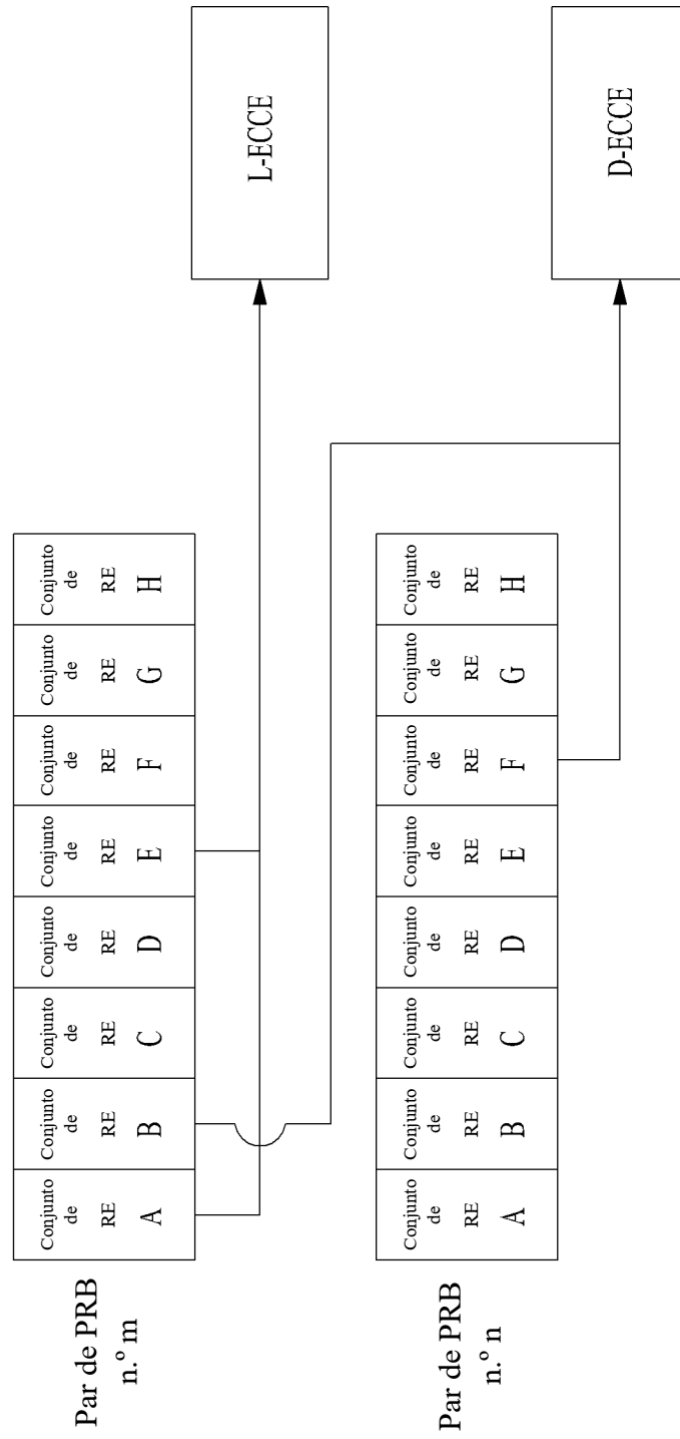 Par de PRB
n.º m
Conjunto
de
RE
A
Conjunto
de
RE
B
Conjunto
de
RE
C
Conjunto
de
RE
D
Conjunto
de
RE
E
Conjunto
de
RE
F
Conjunto
de
RE
G
Conjunto
de
RE
H
L-ECCE
Par de PRB
n.º n
Conjunto
de
RE
A
Conjunto
de
RE
B
Conjunto
de
RE
C
Conjunto
de
RE
D
Conjunto
de
RE
E
Conjunto
de
RE
F
Conjunto
de
RE
G
Conjunto
de
RE
H
D-ECCE